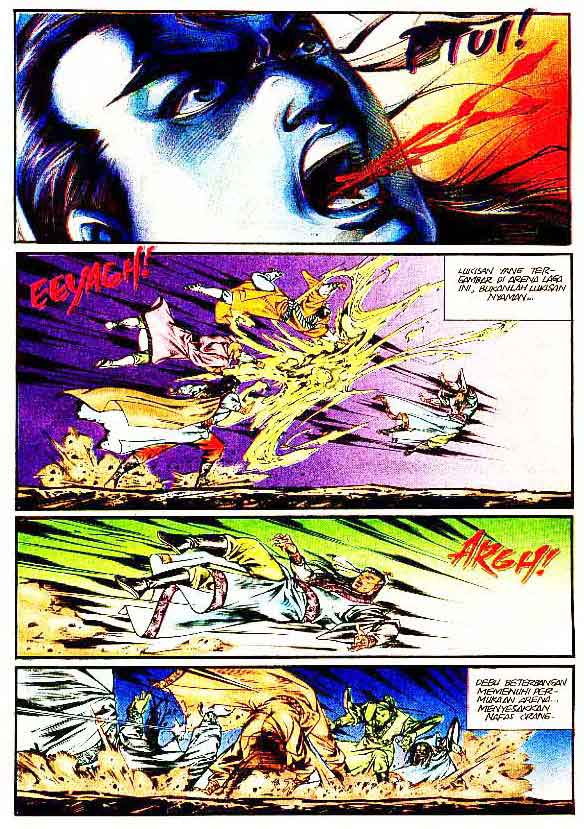 PTUI!
EEYAGH!
LUKISAN YANG TER-
GAMBAR DI ARENA LAGA
INI, BUKANLAH LUKISAN
NYAMAN...
ARGH!
DEBU BETERBANGAN
MEMENUHI PER-
MUKAAN ARENA...
MENYESAKKAN
NAFAS ORANG.